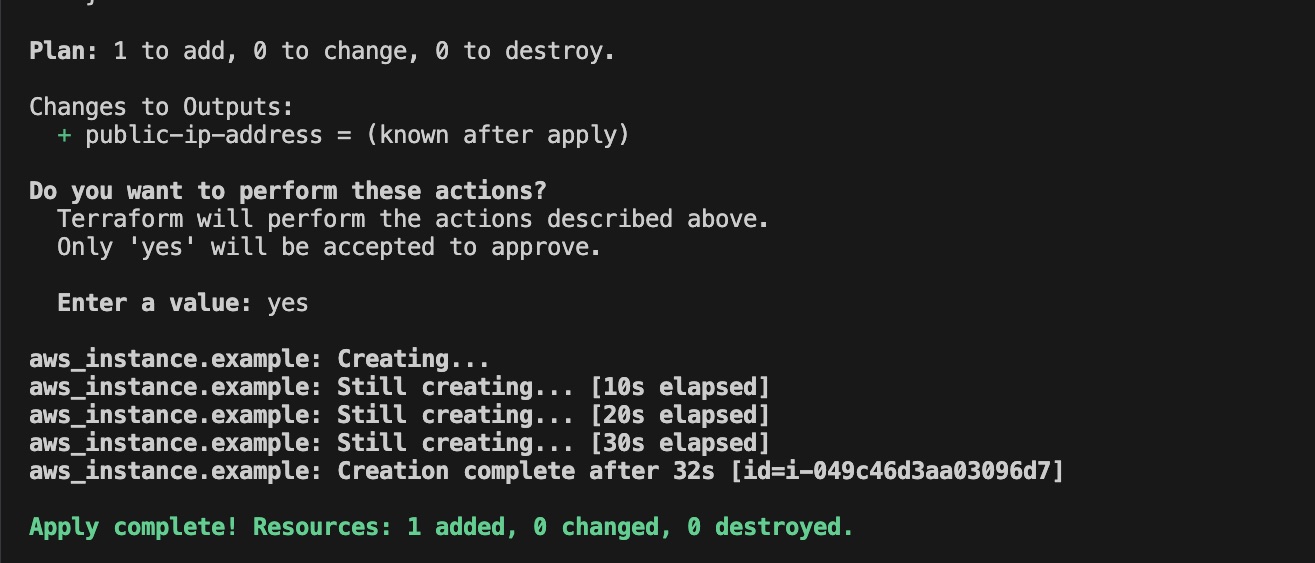 Plan: 1 to add, 0 to change, 0 to destroy.
Changes to Outputs:
+ public-ip-address = (known after apply)
Do you want to perform these actions?
Terraform will perform the actions described above.
Only 'yes' will be accepted to approve.
Enter a value: yes
aws_instance.example: Creating...
aws_instance.example: Still creating... [10s elapsed]
aws_instance.example: Still creating... [20s elapsed]
aws_instance.example: Still creating... [30s elapsed]
aws_instance.example: Creation complete after 32s [id=i-049c46d3aa03096d7]
Apply complete! Resources: 1 added, 0 changed, 0 destroyed.